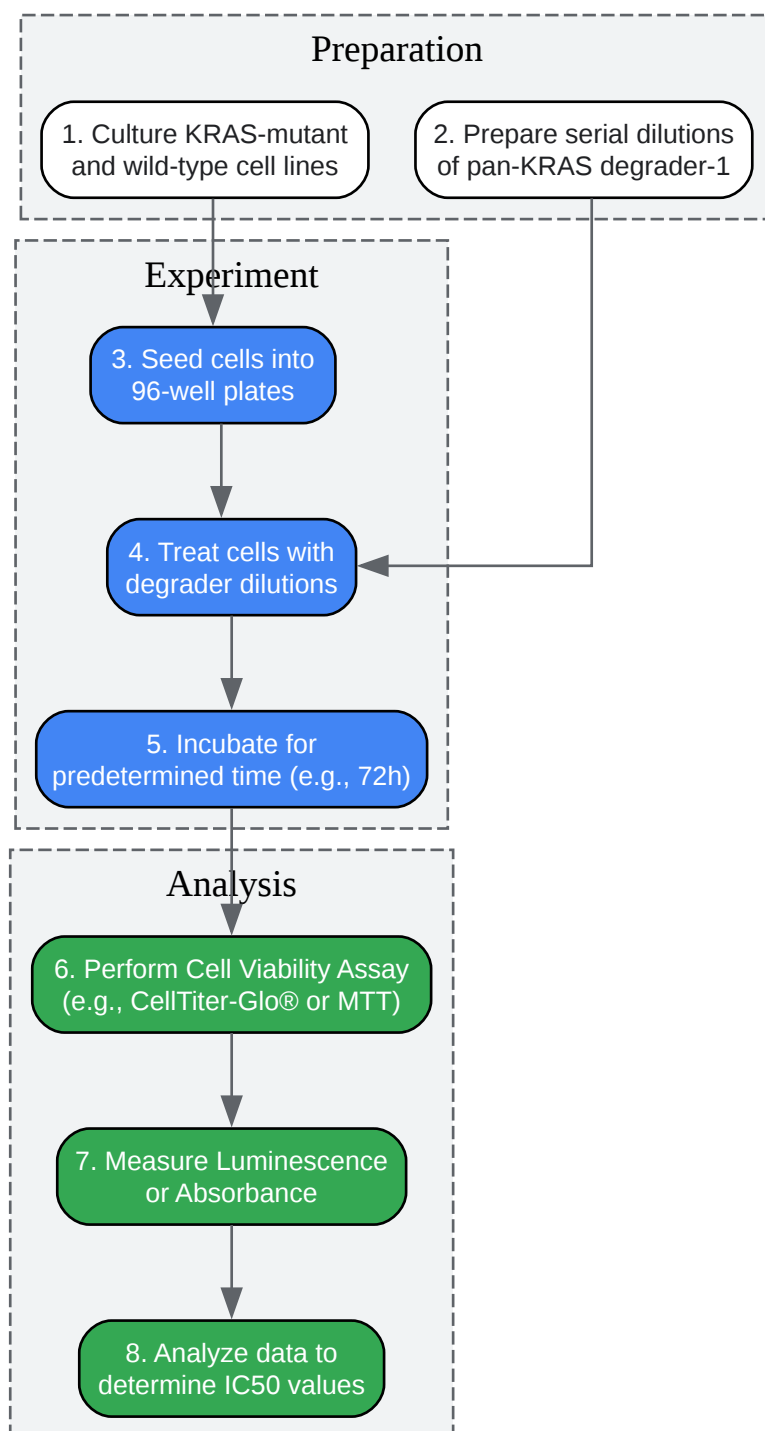 Preparation
1. Culture KRAS-mutant
and wild-type cell lines
2. Prepare serial dilutions
of pan-KRAS degrader-1
Experiment
3. Seed cells into
96-well plates
4. Treat cells with
degrader dilutions
5. Incubate for
predetermined time (e.g., 72h)
Analysis
6. Perform Cell Viability Assay
(e.g., CellTiter-Glo® or MTT)
7. Measure Luminescence
or Absorbance
8. Analyze data to
determine IC50 values